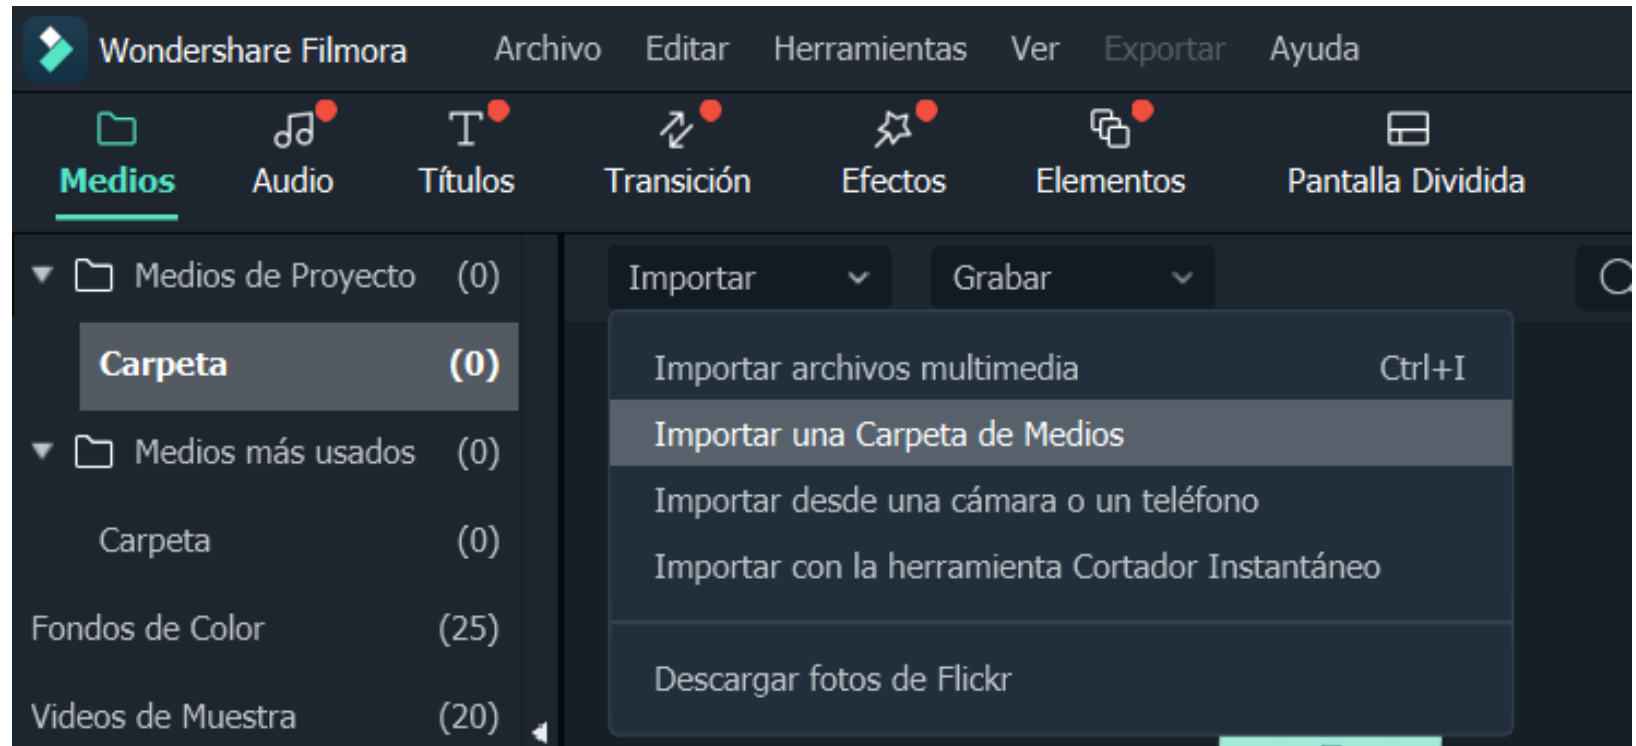 Wondershare Filmora Archivo Editar Herramientas Ver Exportar Ayuda
Medios Audio Títulos Transición Efectos Elementos Pantalla Dividida
Medios de Proyecto (0)
Carpeta (0)
Medios más usados (0)
Carpeta (0)
Fondos de Color (25)
Videos de Muestra (20)
Importar Grabar
Importar archivos multimedia Ctrl+I
Importar una Carpeta de Medios
Importar desde una cámara o un teléfono
Importar con la herramienta Cortador Instantáneo
Descargar fotos de Flickr